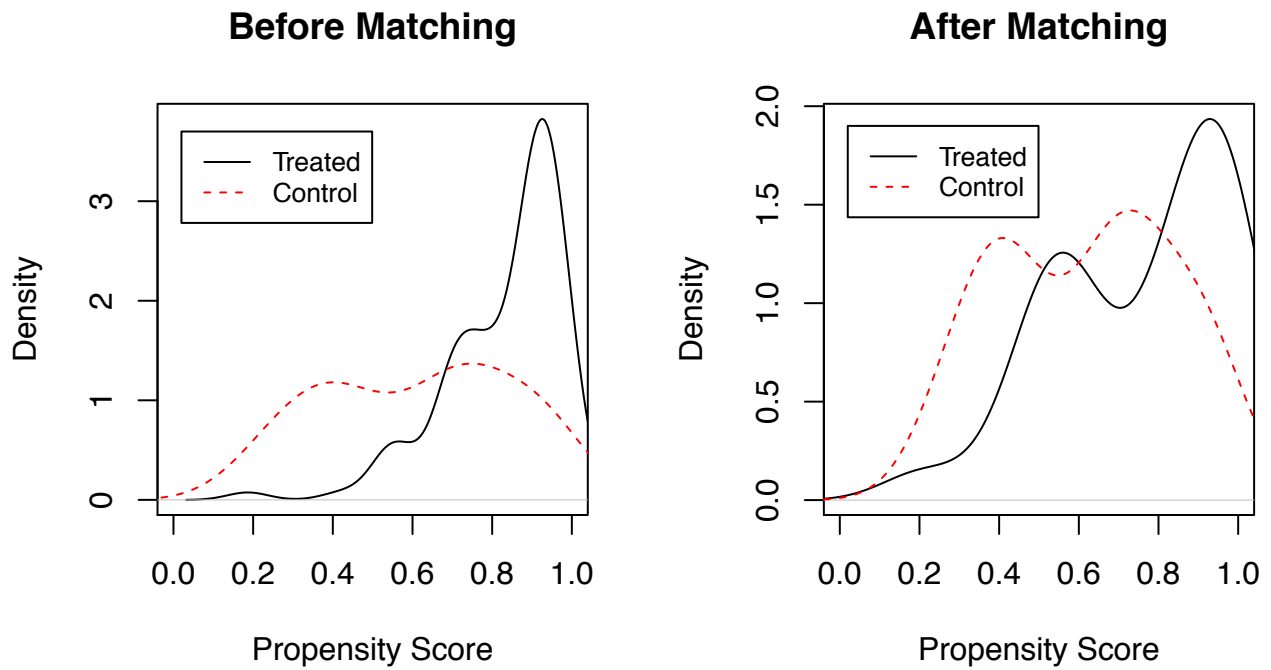 Before Matching
Density
0 1 2 3
Treated
Control
0.0 0.2 0.4 0.6 0.8 1.0
Propensity Score
After Matching
Density
0.0 0.5 1.0 1.5 2.0
Treated
Control
0.0 0.2 0.4 0.6 0.8 1.0
Propensity Score